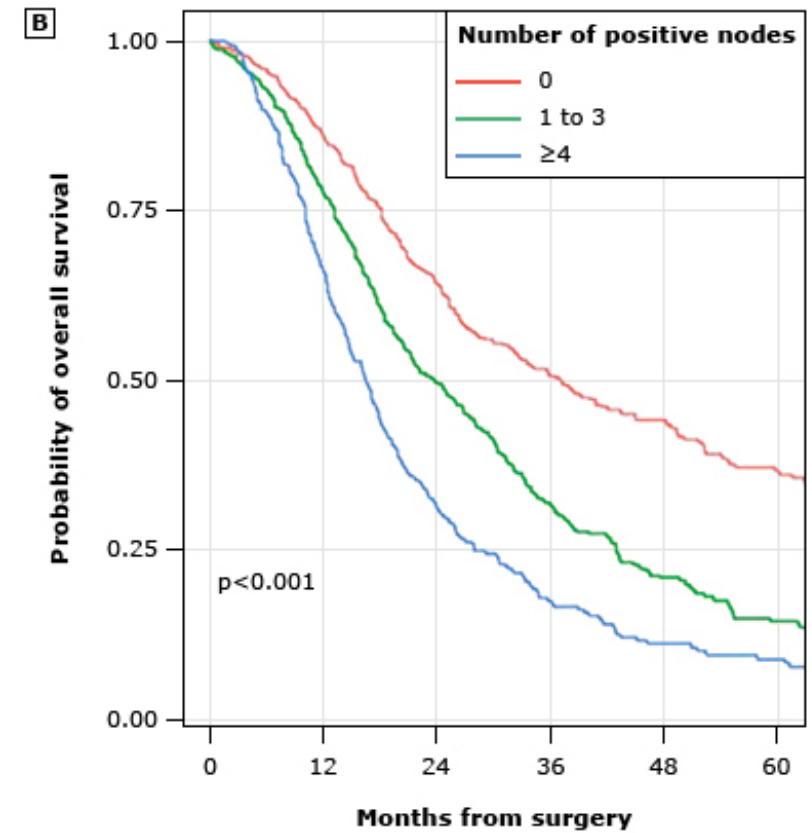 B
Number of positive nodes
0
1 to 3
≥4
1.00
0.75
0.50
0.25
0.00
Probability of overall survival
p<0.001
0 12 24 36 48 60
Months from surgery